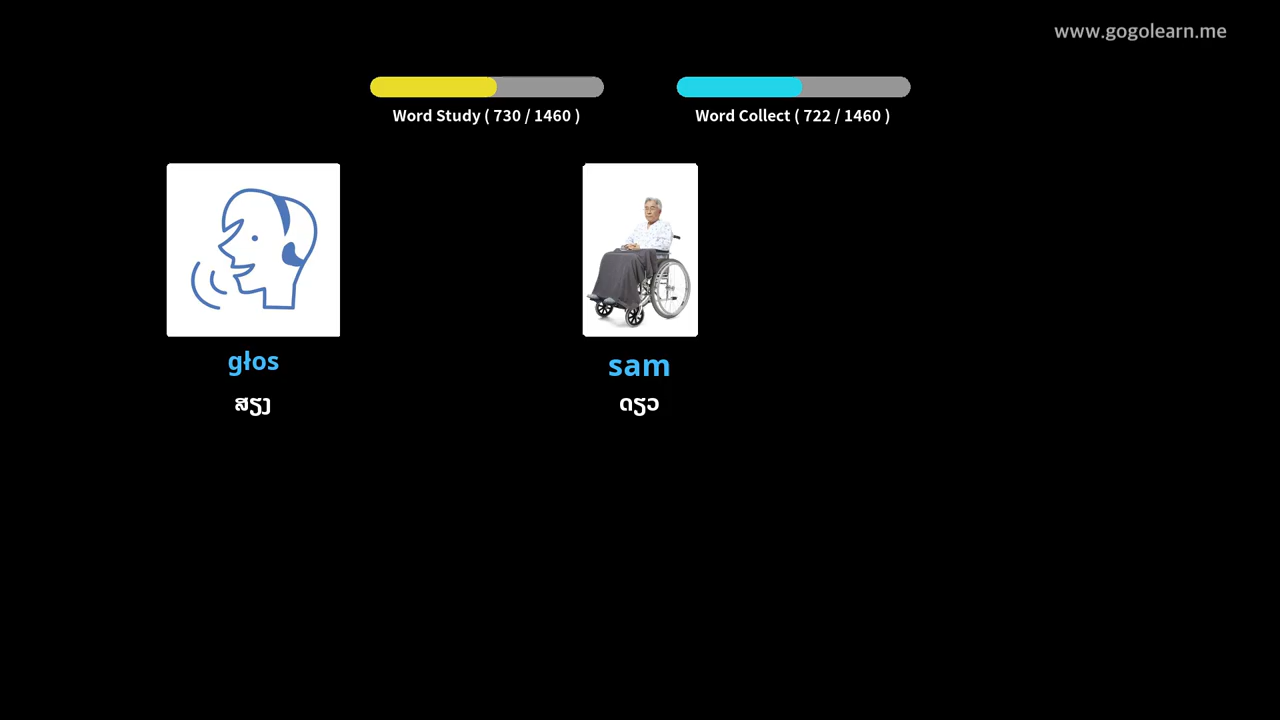 www.gogolearn.me
Word Study ( 730 / 1460 )
Word Collect ( 722 / 1460 )
głos
sam
ສຽງ
ດຽວ